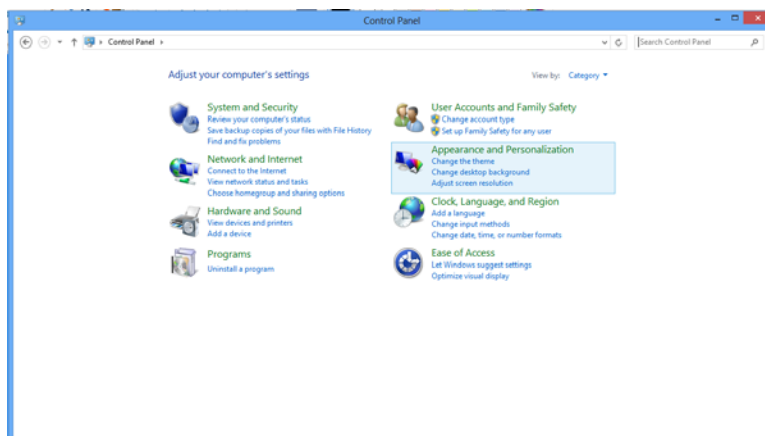 Control Panel
Control Panel
Search Control Panel
Adjust your computer's settings
View by: Category
System and Security
Review your computer's status
Save backup copies of your files with File History
Find and fix problems
Network and Internet
Connect to the Internet
View network status and tasks
Choose homegroup and sharing options
Hardware and Sound
View devices and printers
Add a device
Programs
Uninstall a program
User Accounts and Family Safety
Change account type
Set up Family Safety for any user
Appearance and Personalization
Change the theme
Change desktop background
Adjust screen resolution
Clock, Language, and Region
Add a language
Change input methods
Change date, time, or number formats
Ease of Access
Let Windows suggest settings
Optimize visual display